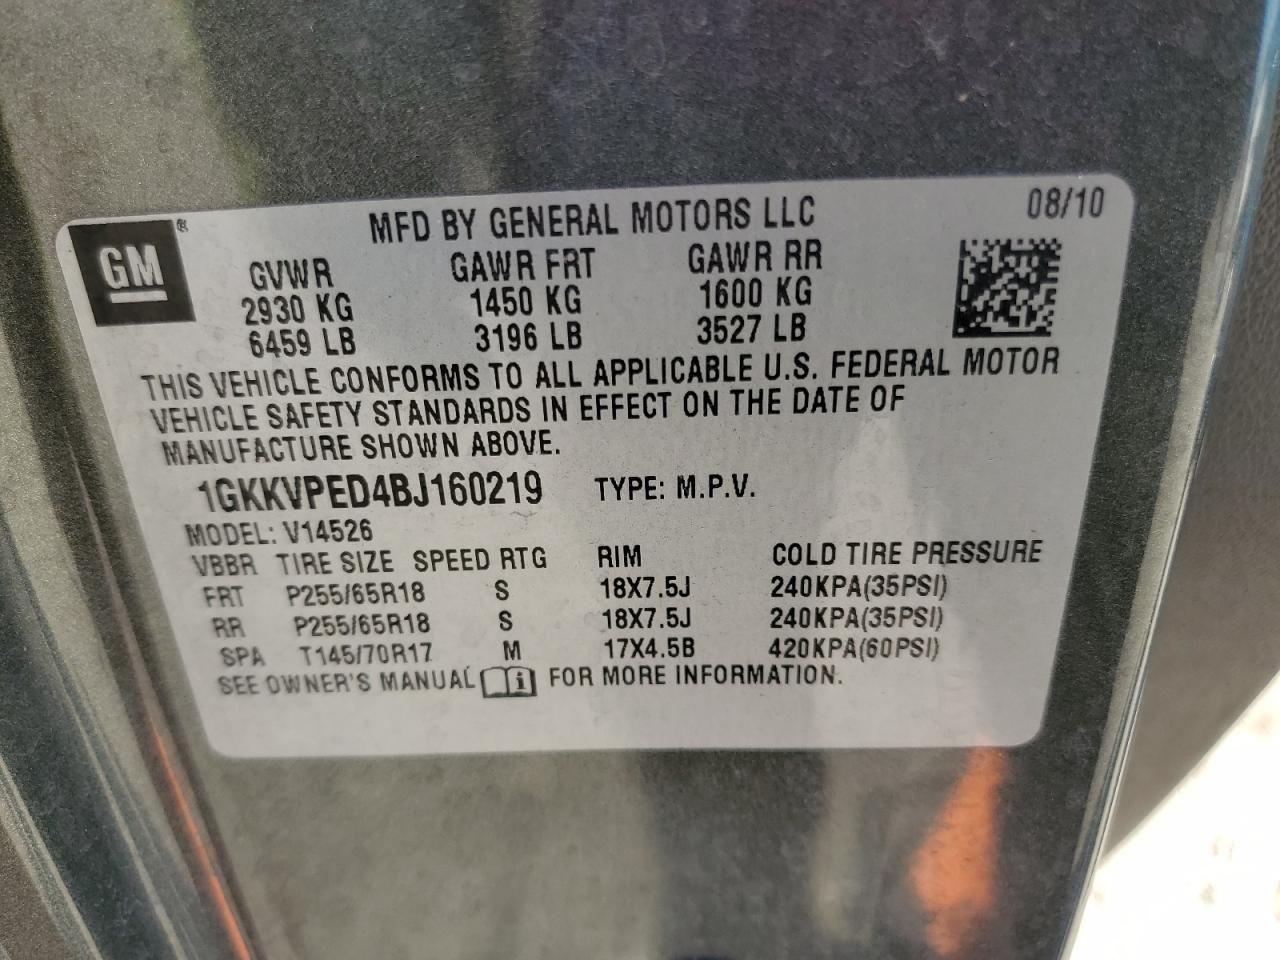 GM ®
MFD BY GENERAL MOTORS LLC 08/10
GVWR GAWR FRT GAWR RR
2930 KG 1450 KG 1600 KG
6459 LB 3196 LB 3527 LB
THIS VEHICLE CONFORMS TO ALL APPLICABLE U.S. FEDERAL MOTOR
VEHICLE SAFETY STANDARDS IN EFFECT ON THE DATE OF
MANUFACTURE SHOWN ABOVE.
1GKKVPED4BJ160219 TYPE: M.P.V.
MODEL: V14526
VBBR TIRE SIZE SPEED RTG RIM COLD TIRE PRESSURE
FRT P255/65R18 S 18X7.5J 240KPA(35PSI)
RR P255/65R18 S 18X7.5J 240KPA(35PSI)
SPA T145/70R17 M 17X4.5B 420KPA(60PSI)
SEE OWNER'S MANUAL i FOR MORE INFORMATION.